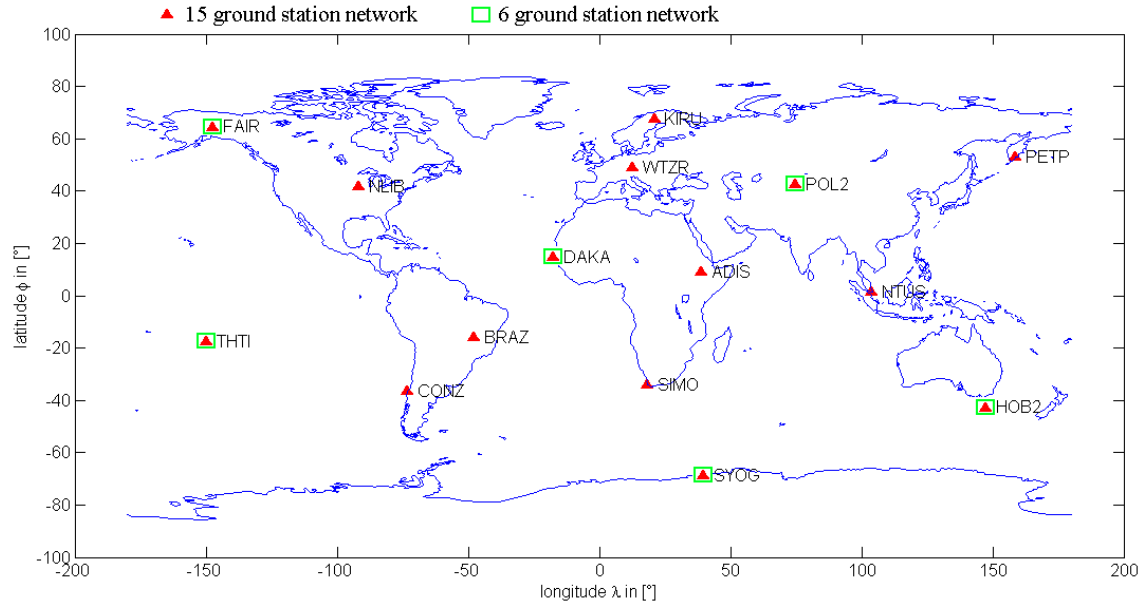 15 ground station network
6 ground station network
100
80
60
40
20
0
-20
-40
-60
-80
-100
latitude ϕ in [°]
KIRU
FAIR
PETP
WTZR
NLIB
POL2
DAKA
ADIS
NTUS
THTI
BRAZ
CONZ
SIMO
HOB2
SYOG
-200
-150
-100
-50
0
50
100
150
200
longitude λ in [°]